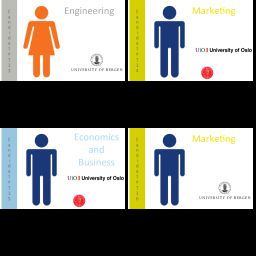 Engineering
UNIVERSITY OF BERGEN
Marketing
UiO University of Oslo
Economics
and
Business
UiO University of Oslo
Marketing
UNIVERSITY OF BERGEN